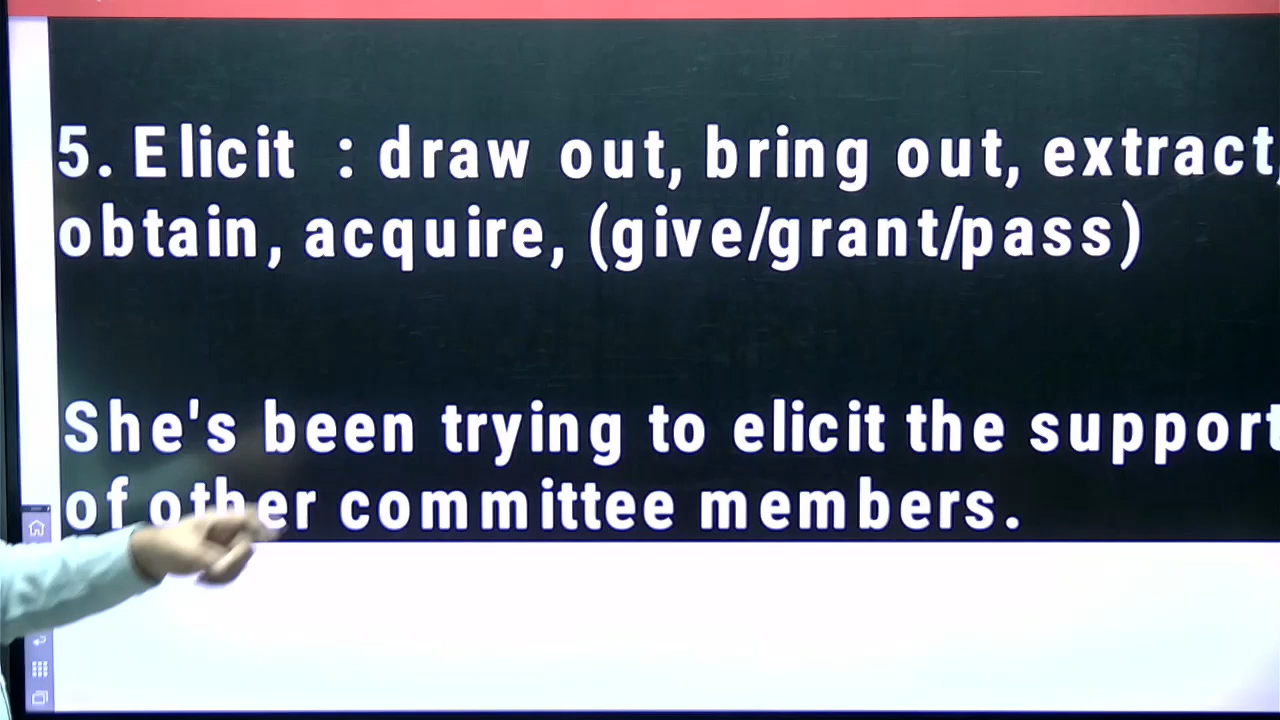 5. Elicit : draw out, bring out, extract,
obtain, acquire, (give/grant/pass)
She's been trying to elicit the support
of other committee members.